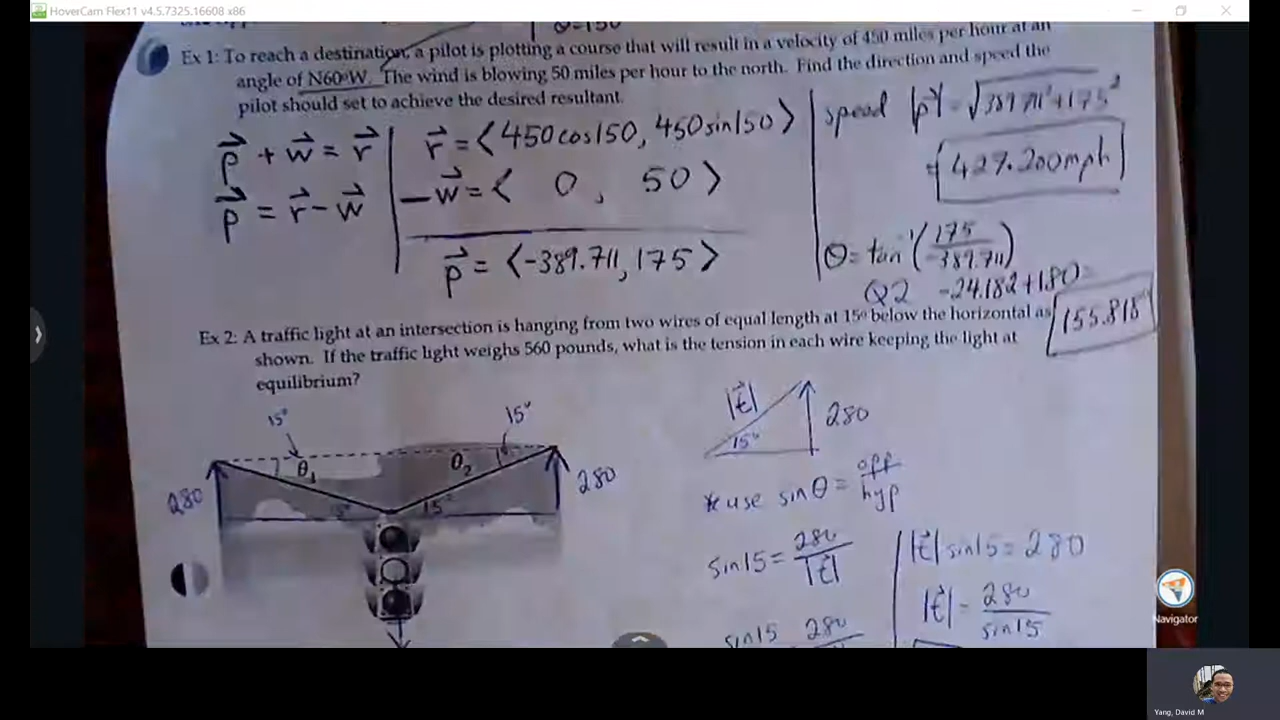 HoverCam Flex11 v4.5.7325.16608 x86
θ=150
Ex 1: To reach a destination, a pilot is plotting a course that will result in a velocity of 450 miles per hour at an
angle of N60°W. The wind is blowing 50 miles per hour to the north. Find the direction and speed the
pilot should set to achieve the desired resultant.
p⃗ + w⃗ = r⃗
p⃗ = r⃗ - w⃗
r⃗ = ⟨450cos150, 450sin150⟩
-w⃗ = ⟨ 0 , 50 ⟩
p⃗ = ⟨-389.711, 175⟩
speed |p⃗| = √389.711²+175²
= 427.200mph
θ = tan⁻¹(175/-389.711)
Q2 -24.182+180=
155.818°
Ex 2: A traffic light at an intersection is hanging from two wires of equal length at 15° below the horizontal as
shown. If the traffic light weighs 560 pounds, what is the tension in each wire keeping the light at
equilibrium?
15° 15°
θ₁ θ₂
280 280
15
|t⃗| 280
15°
*use sin θ = opp/hyp
sin15 = 280/|t⃗|
sin15 280
|t⃗| sin15 = 280
|t⃗| = 280/sin15
Navigator
Yang, David M